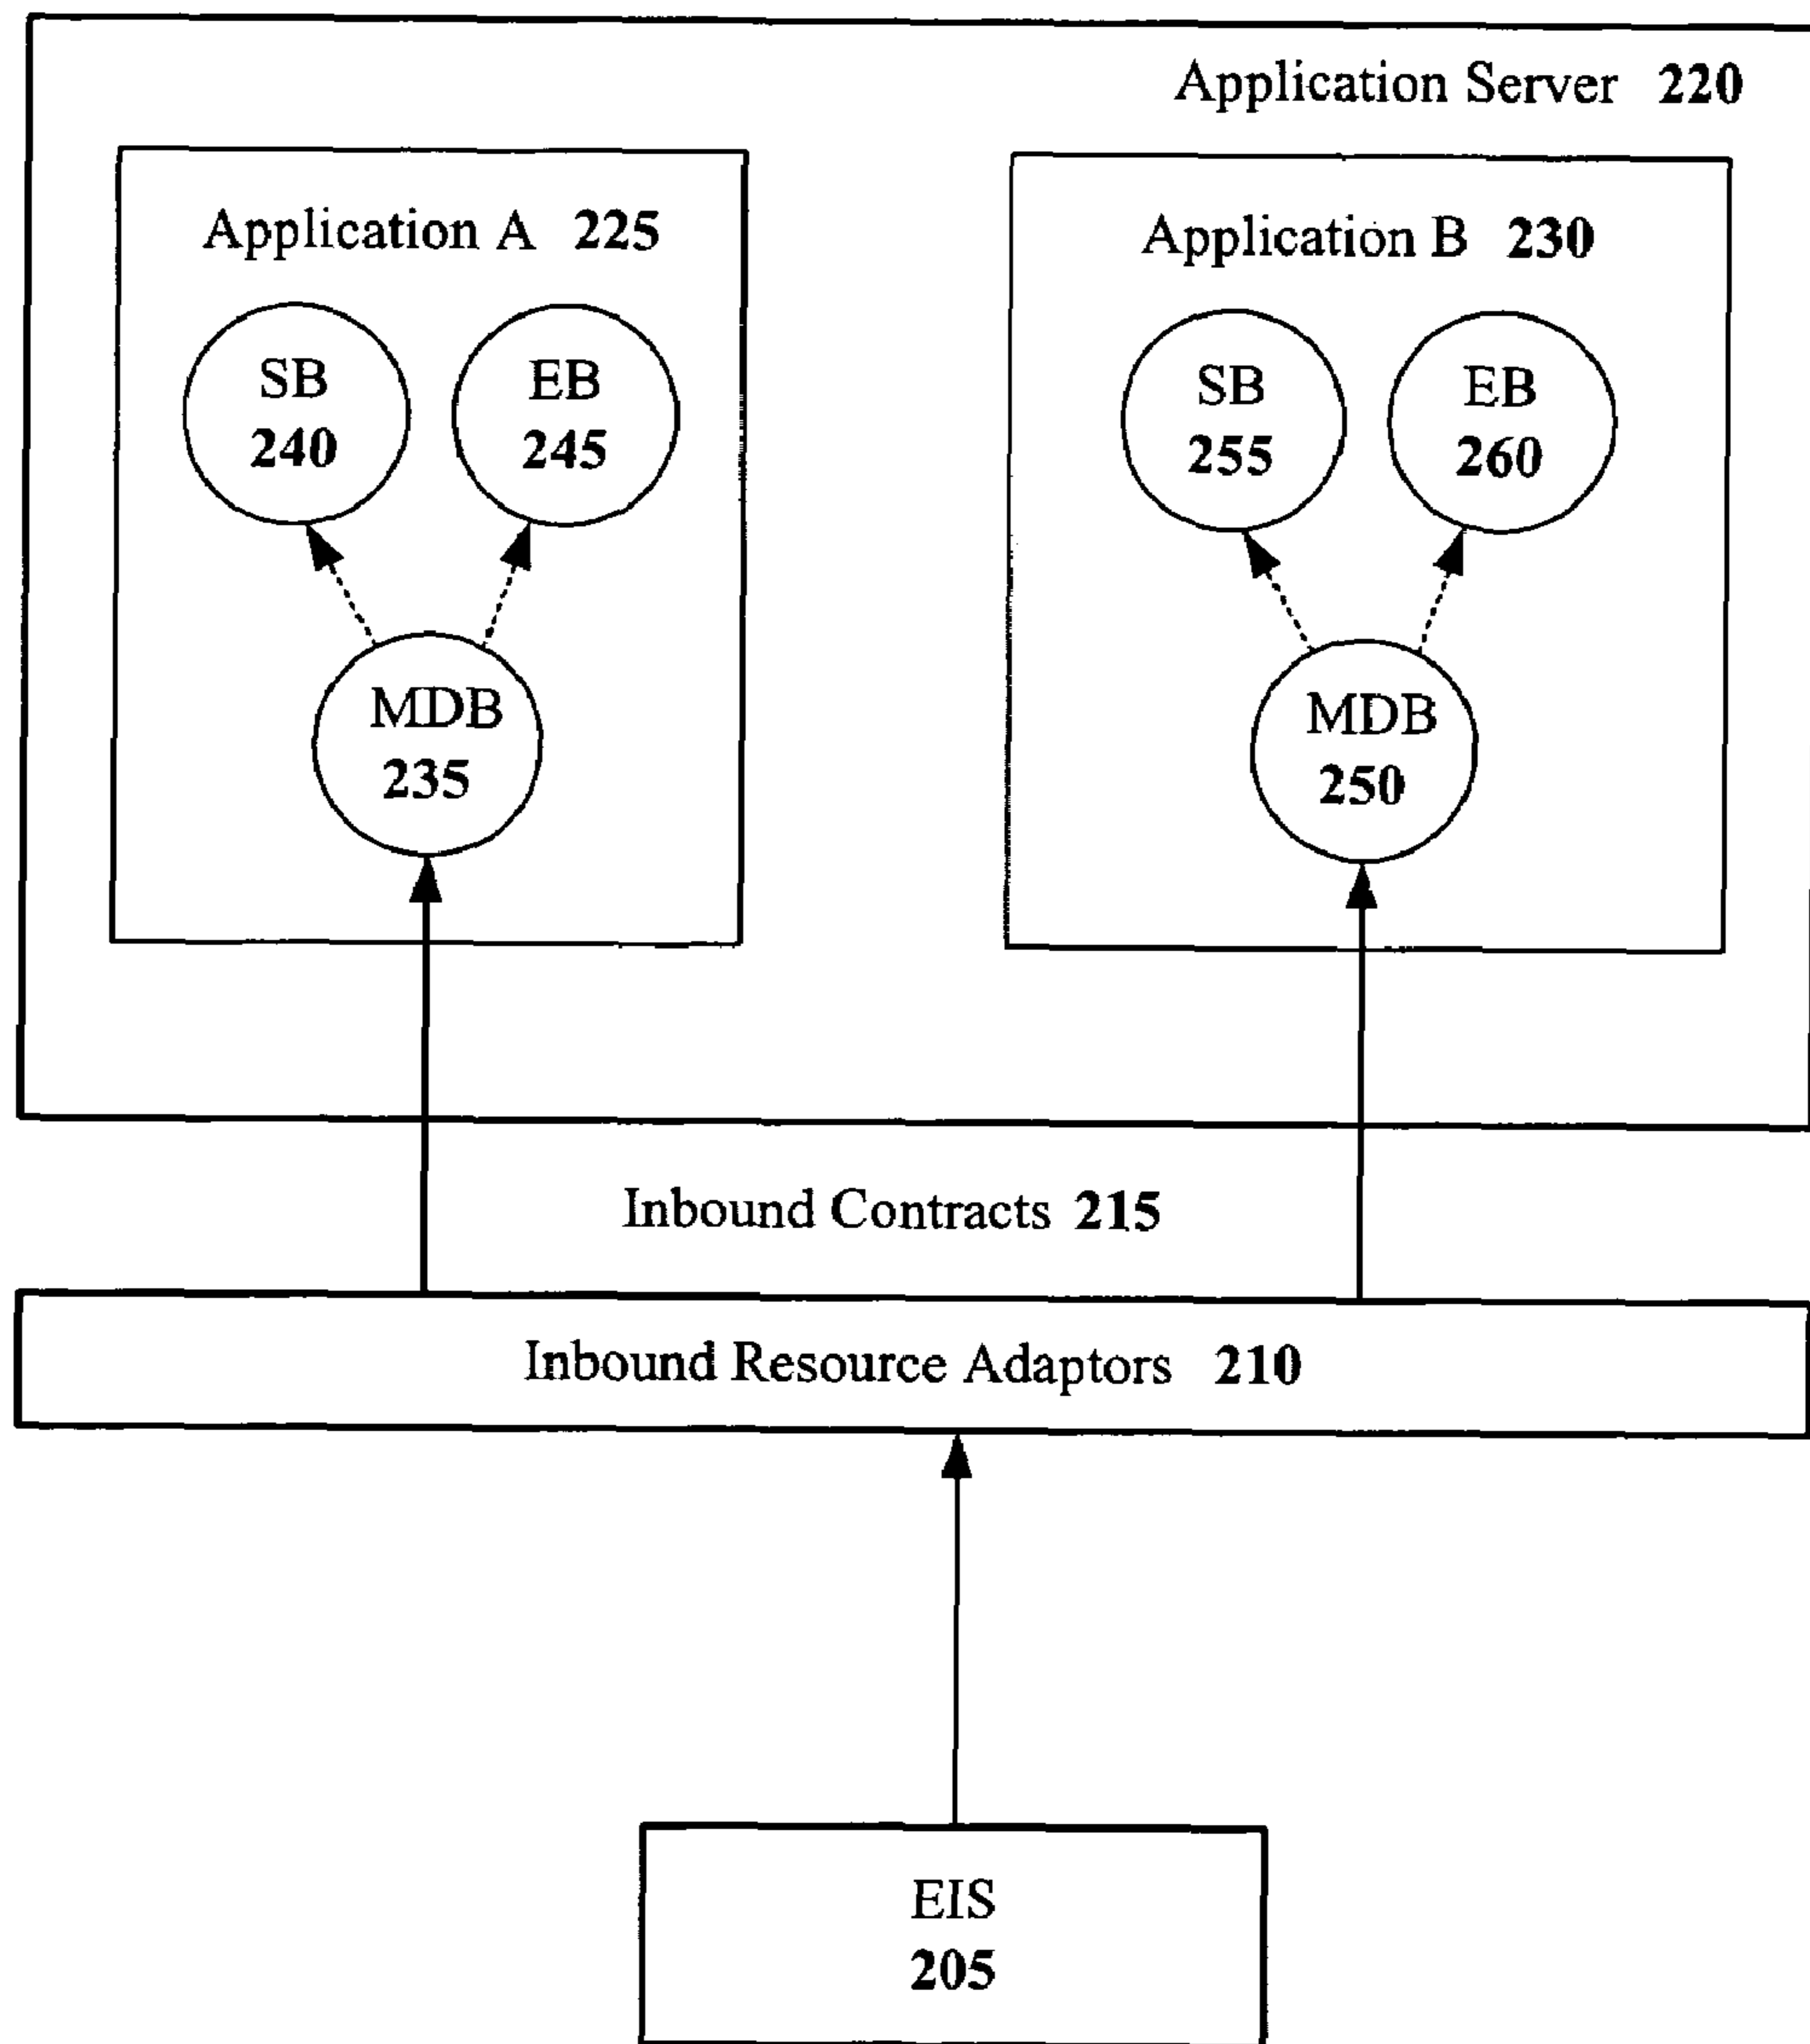 Application Server 220
Application A 225
Application B 230
SB
240
EB
245
SB
255
EB
260
MDB
235
MDB
250
Inbound Contracts 215
Inbound Resource Adaptors 210
EIS
205